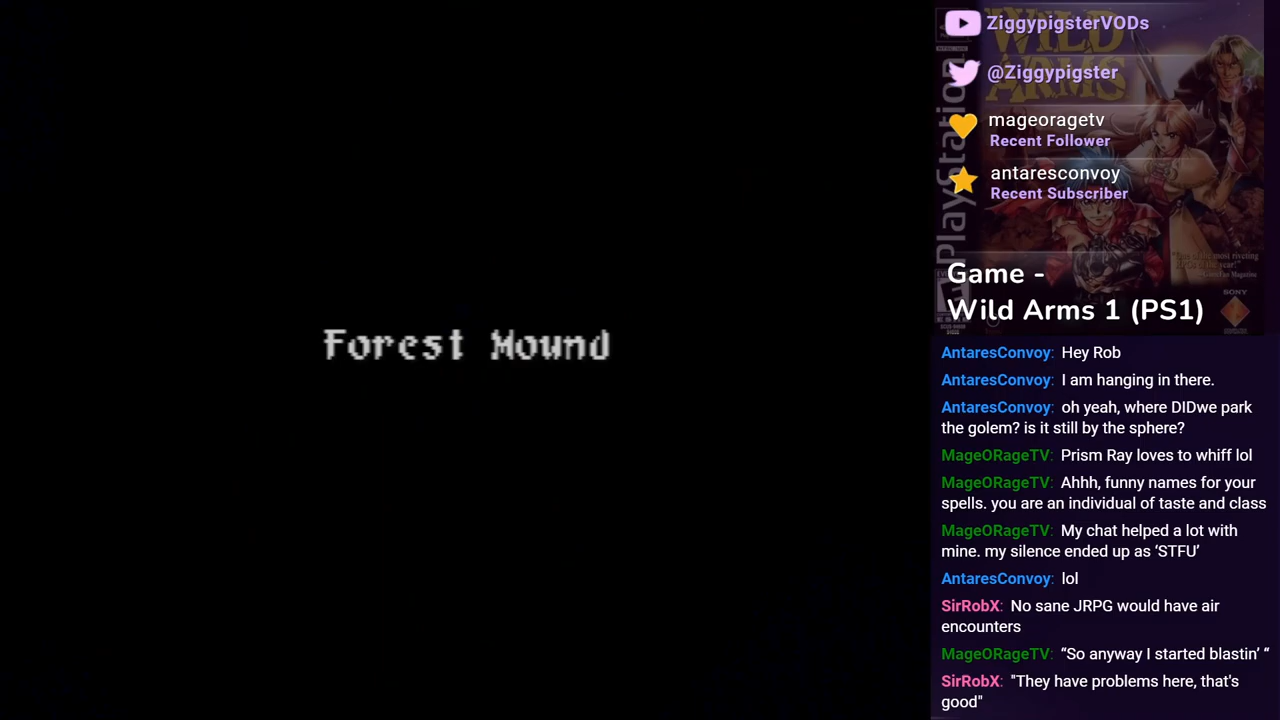 Forest Mound
ZiggypigsterVODs
@Ziggypigster
mageoragetv
Recent Follower
antaresconvoy
Recent Subscriber
WILD
ARMS
PlayStation
SONY
Game -
Wild Arms 1 (PS1)
AntaresConvoy: Hey Rob
AntaresConvoy: I am hanging in there.
AntaresConvoy: oh yeah, where DIDwe park
the golem? is it still by the sphere?
MageORageTV: Prism Ray loves to whiff lol
MageORageTV: Ahhh, funny names for your
spells. you are an individual of taste and class
MageORageTV: My chat helped a lot with
mine. my silence ended up as ‘STFU’
AntaresConvoy: lol
SirRobX: No sane JRPG would have air
encounters
MageORageTV: “So anyway I started blastin’ “
SirRobX: "They have problems here, that's
good"